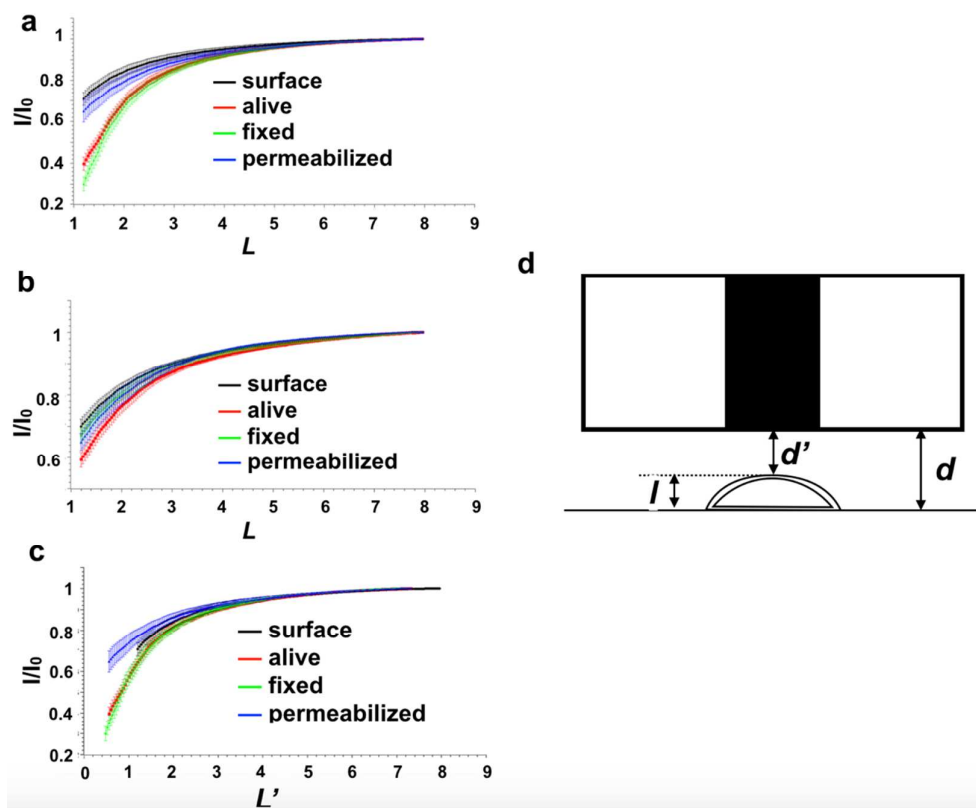 a
I/I₀
1
0.8
0.6
0.4
0.2
surface
alive
fixed
permeabilized
1 2 3 4 5 6 7 8 9
L
b
I/I₀
1
0.8
0.6
surface
alive
fixed
permeabilized
1 2 3 4 5 6 7 8 9
L
c
I/I₀
1
0.8
0.6
0.4
0.2
surface
alive
fixed
permeabilized
0 1 2 3 4 5 6 7 8 9
L'
d
d'
d
l